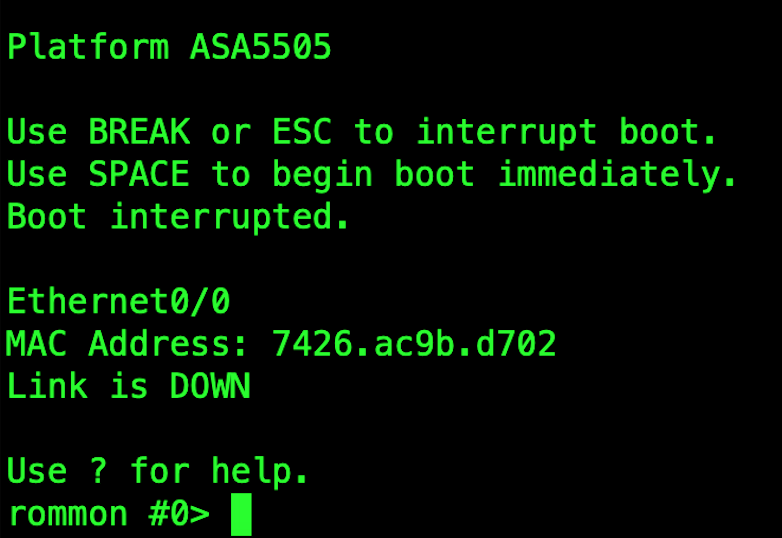 Platform ASA5505
Use BREAK or ESC to interrupt boot.
Use SPACE to begin boot immediately.
Boot interrupted.
Ethernet0/0
MAC Address: 7426.ac9b.d702
Link is DOWN
Use ? for help.
rommon #0>